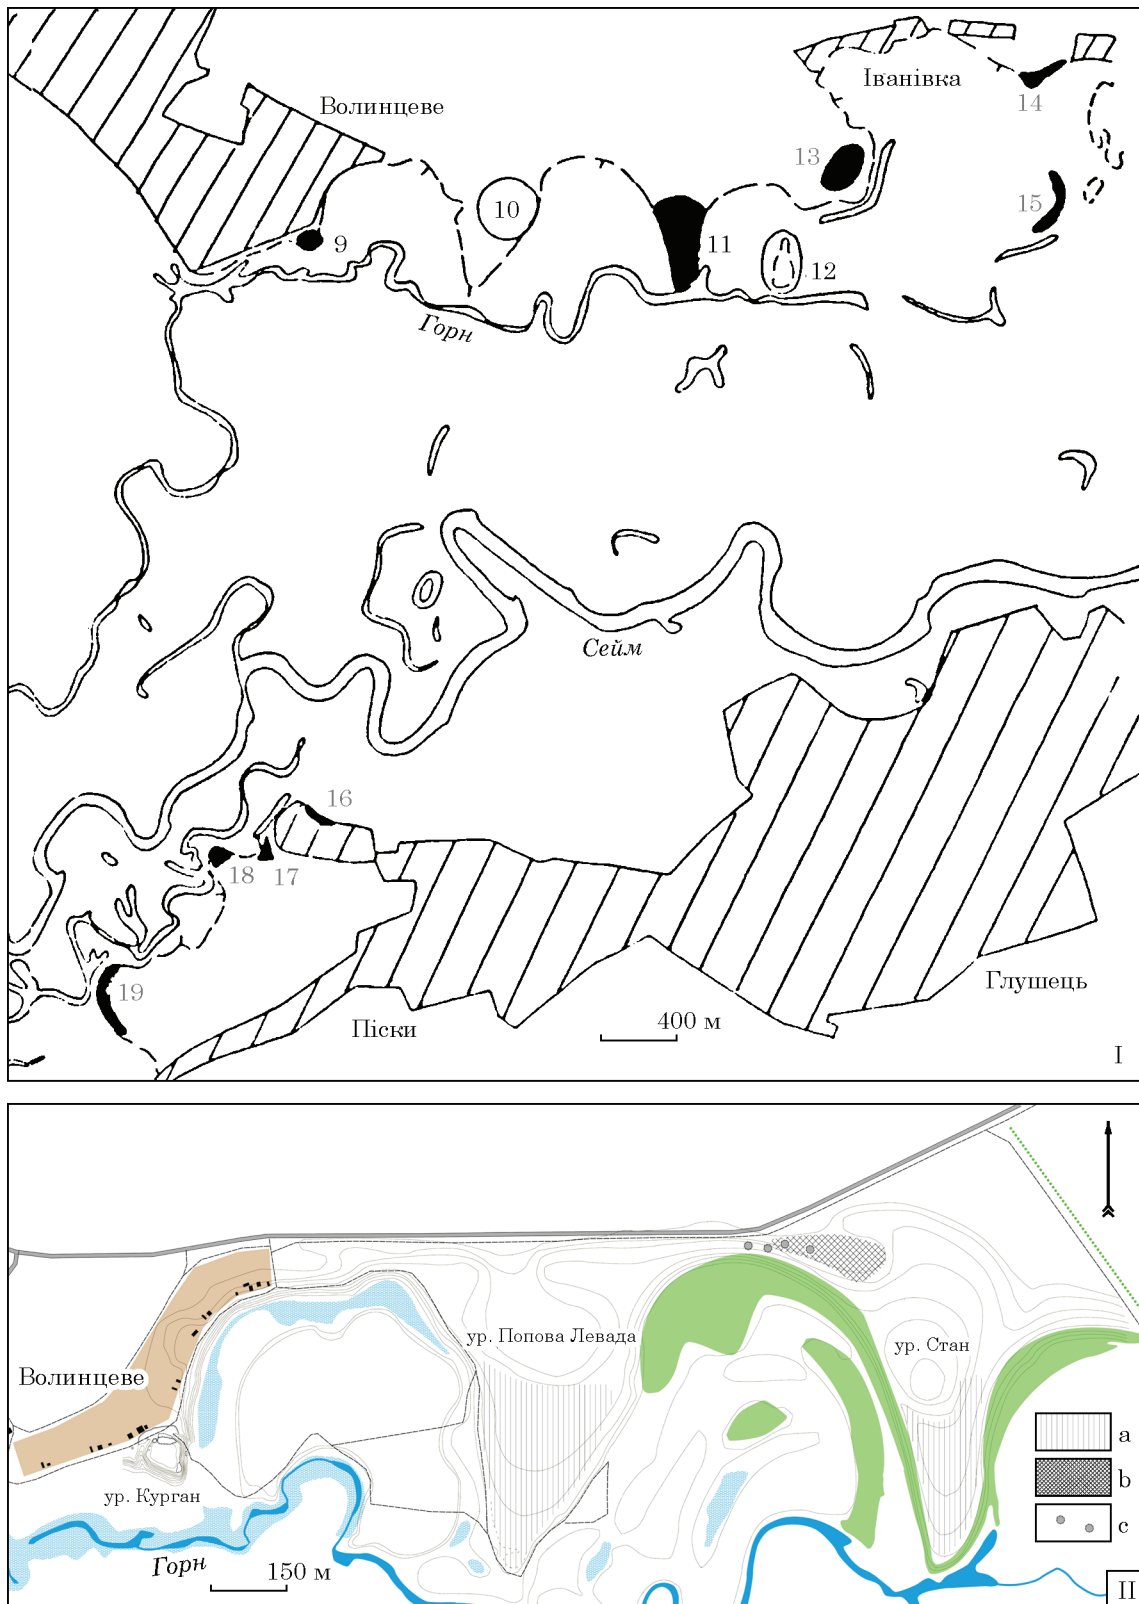 Волинцеве
Іванівка
14
13
15
10
9
11
12
Горн
Сейм
16
18
17
19
Глушець
Піски
400 м
I
ур. Попова Левада
ур. Стан
Волинцеве
a
b
ур. Курган
c
Горн
150 м
II